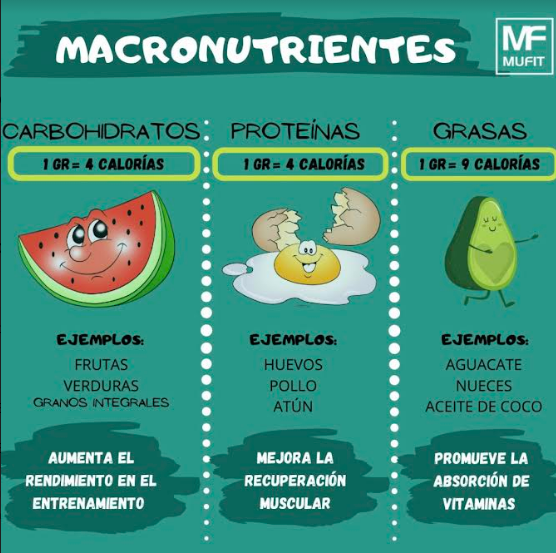 MACRONUTRIENTES
MF
MUFIT
CARBOHIDRATOS
1 GR= 4 CALORÍAS
EJEMPLOS:
FRUTAS
VERDURAS
GRANOS INTEGRALES
AUMENTA EL
RENDIMIENTO EN EL
ENTRENAMIENTO
PROTEÍNAS
1 GR= 4 CALORÍAS
EJEMPLOS:
HUEVOS
POLLO
ATÚN
MEJORA LA
RECUPERACIÓN
MUSCULAR
GRASAS
1 GR= 9 CALORÍAS
EJEMPLOS:
AGUACATE
NUECES
ACEITE DE COCO
PROMUEVE LA
ABSORCIÓN DE
VITAMINAS